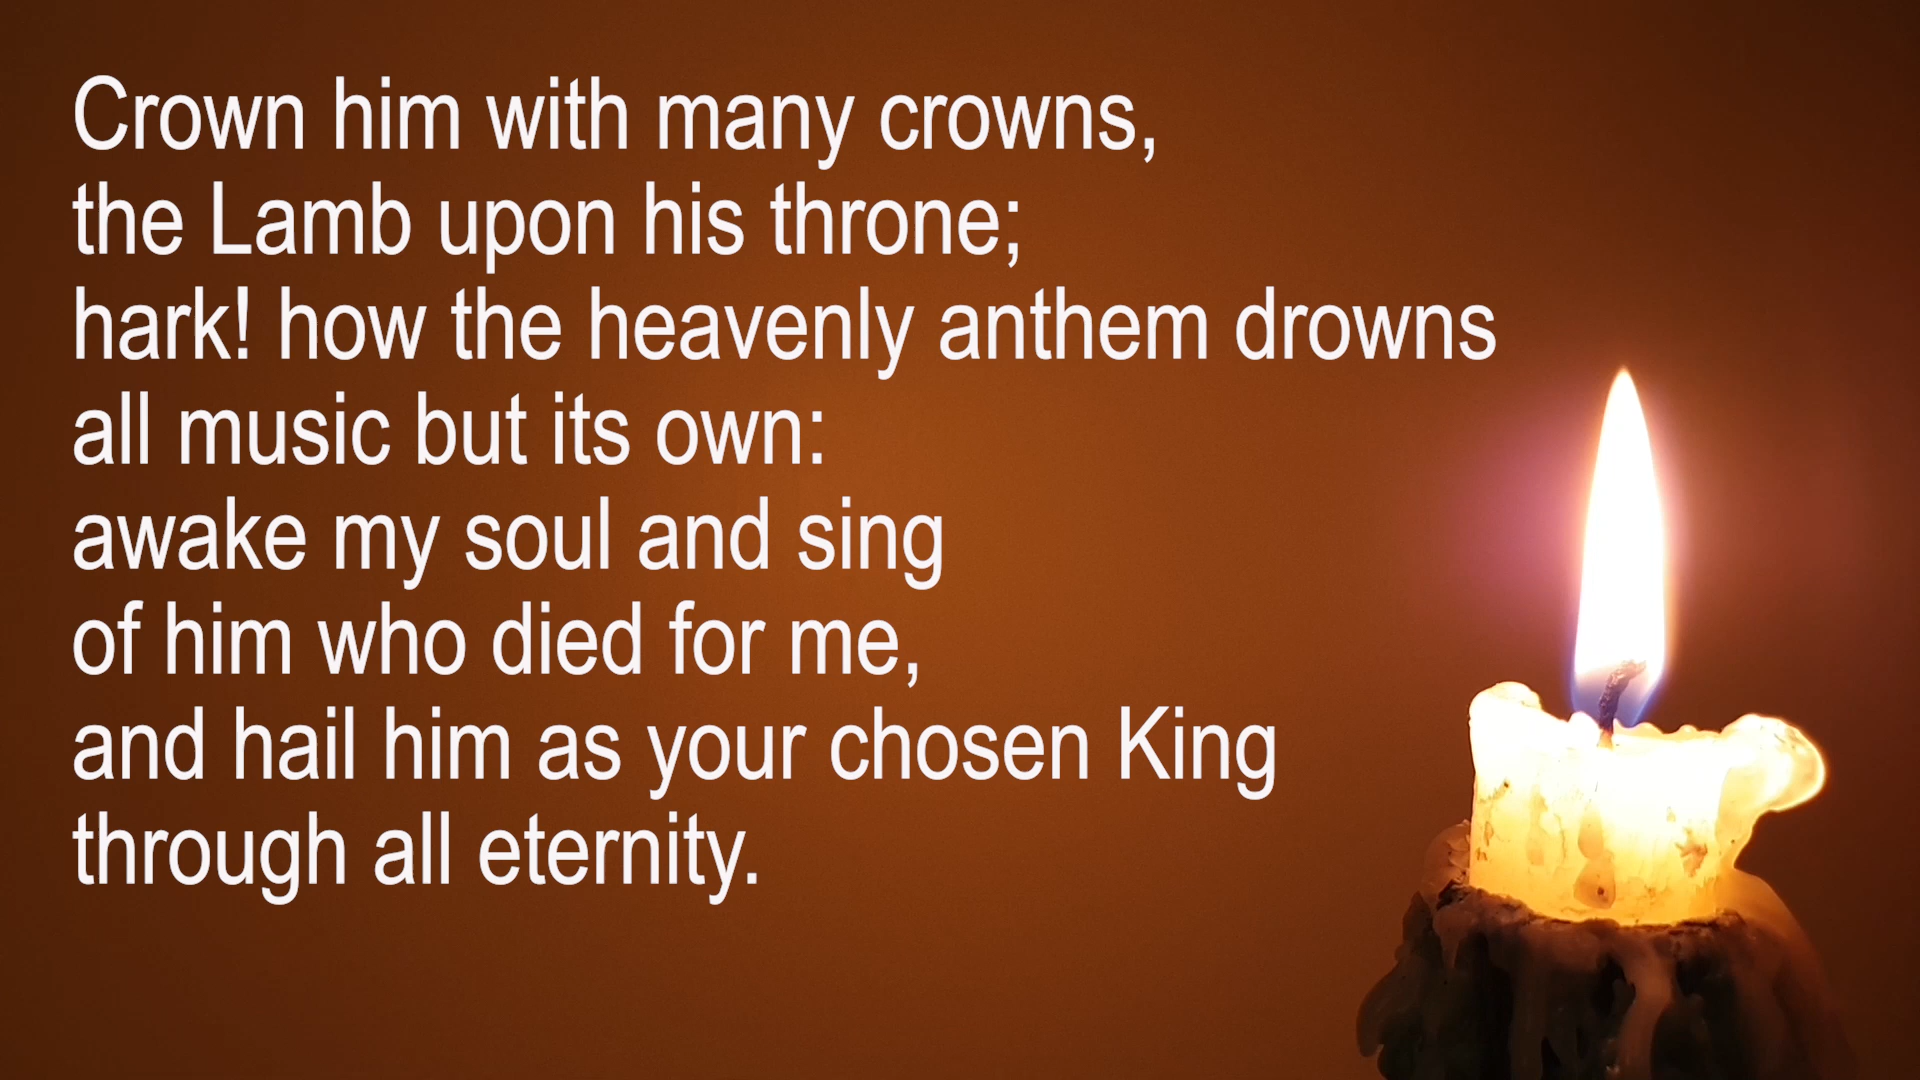 Crown him with many crowns,
the Lamb upon his throne;
hark! how the heavenly anthem drowns
all music but its own:
awake my soul and sing
of him who died for me,
and hail him as your chosen King
through all eternity.